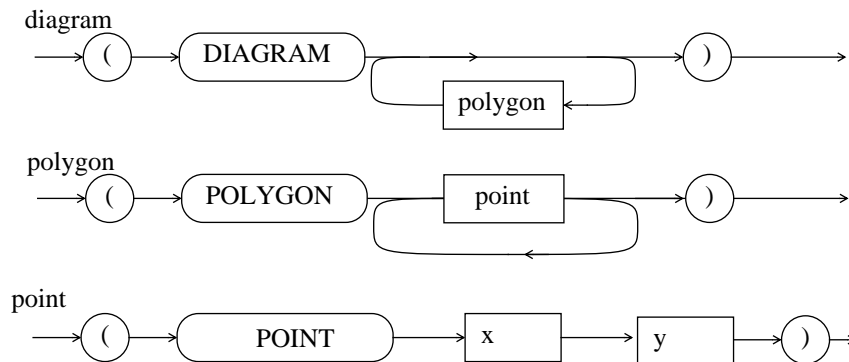 diagram
( DIAGRAM )
polygon
polygon
( POLYGON point )
point
( POINT x y )